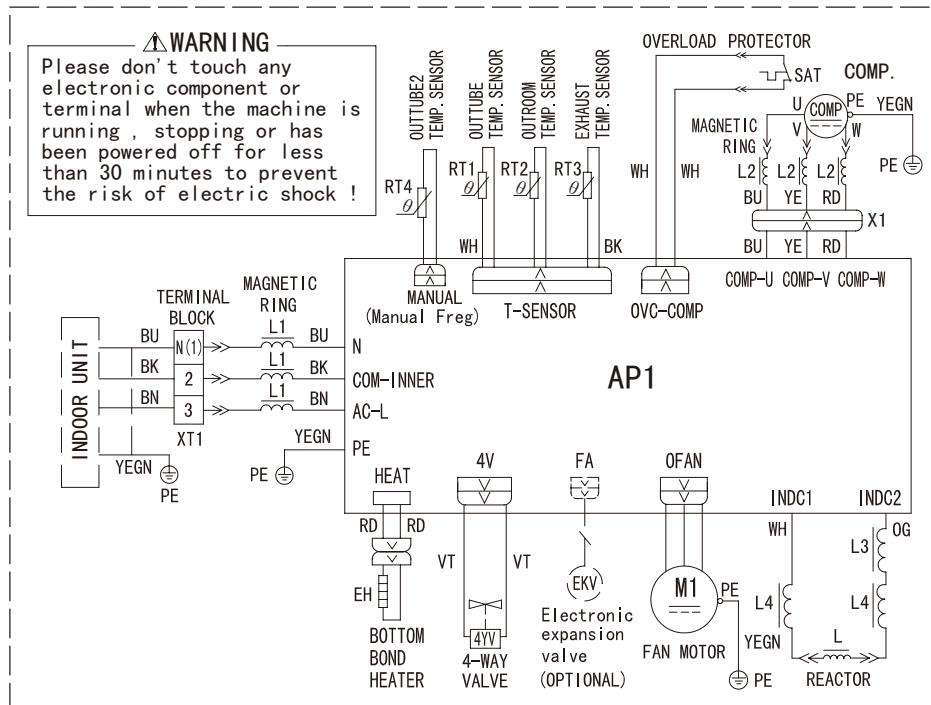 ⚠WARNING
Please don't touch any
electronic component or
terminal when the machine is
running , stopping or has
been powered off for less
than 30 minutes to prevent
the risk of electric shock !
OUTTUBE2
TEMP. SENSOR
OUTTUBE
TEMP. SENSOR
OUTROOM
TEMP. SENSOR
EXHAUST
TEMP. SENSOR
RT4
θ
RT1
θ
RT2
θ
RT3
θ
WH
BK
OVERLOAD PROTECTOR
SAT
WH
WH
COMP.
COMP
U
V
W
PE
YEGN
PE
MAGNETIC
RING
L2
L2
L2
BU
YE
RD
X1
BU
YE
RD
MANUAL
(Manual Freg)
T-SENSOR
OVC-COMP
COMP-U
COMP-V
COMP-W
INDOOR UNIT
TERMINAL
BLOCK
MAGNETIC
RING
BU
N(1)
L1
BU
N
BK
2
L1
BK
COM-INNER
BN
3
L1
BN
AC-L
XT1
YEGN
PE
YEGN
PE
PE
AP1
HEAT
4V
FA
OFAN
INDC1
INDC2
RD
RD
EH
BOTTOM
BOND
HEATER
VT
VT
4YV
4-WAY
VALVE
EKV
Electronic
expansion
valve
(OPTIONAL)
M1
PE
FAN MOTOR
YEGN
PE
WH
OG
L3
L4
L4
L
REACTOR